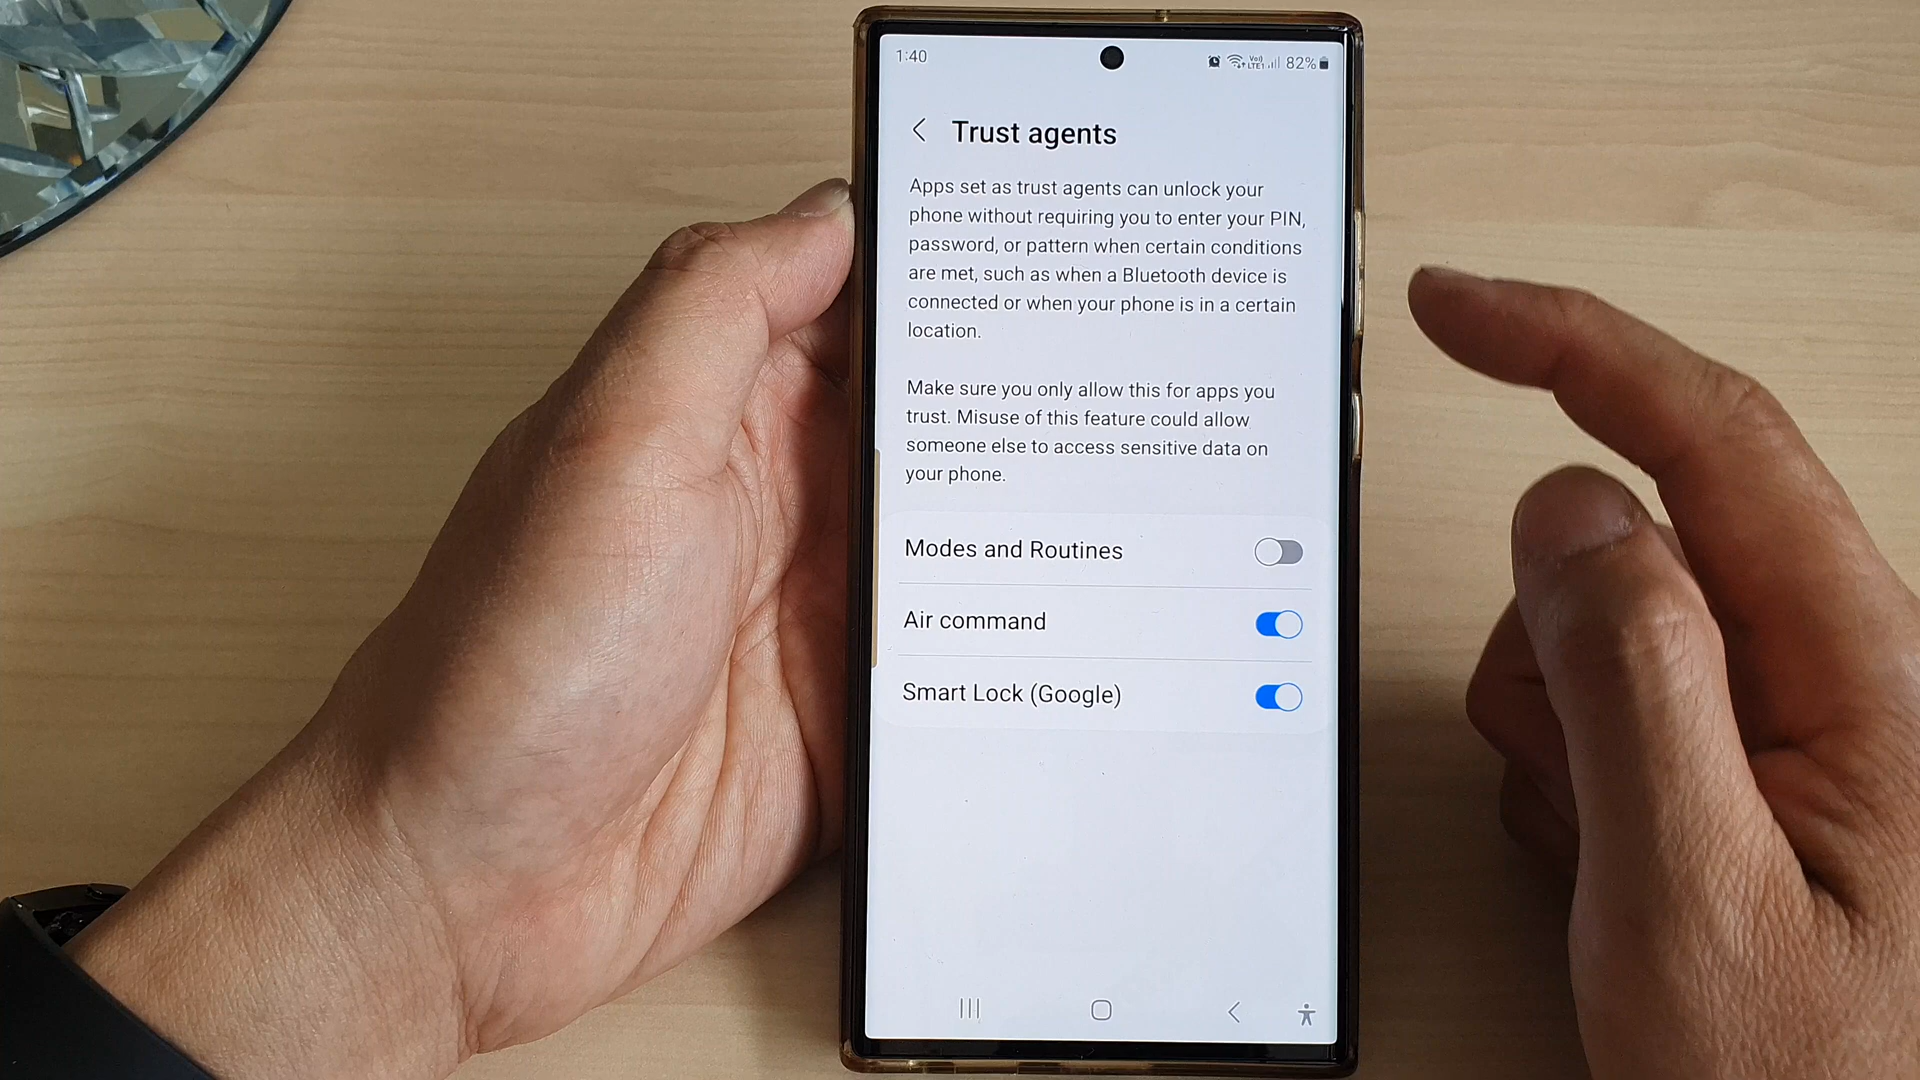 1:40
Vo)) LTE1 82%
Trust agents
Apps set as trust agents can unlock your
phone without requiring you to enter your PIN,
password, or pattern when certain conditions
are met, such as when a Bluetooth device is
connected or when your phone is in a certain
location.
Make sure you only allow this for apps you
trust. Misuse of this feature could allow
someone else to access sensitive data on
your phone.
Modes and Routines
Air command
Smart Lock (Google)